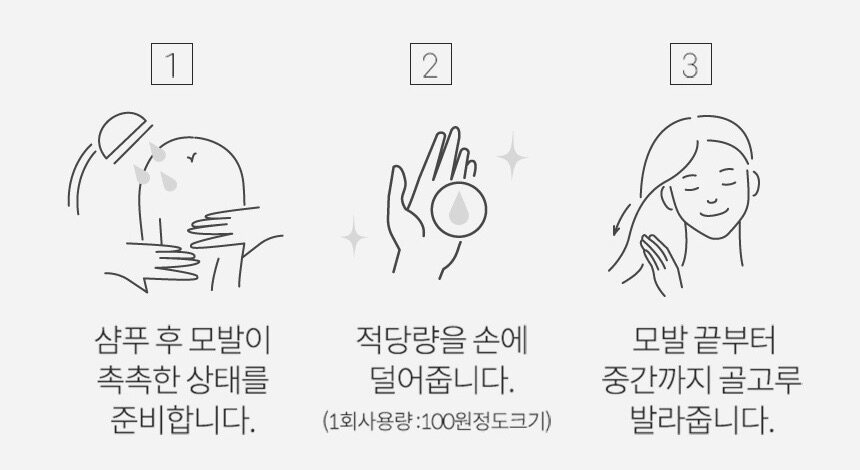 1
샴푸 후 모발이
촉촉한 상태를
준비합니다.
2
적당량을 손에
덜어줍니다.
(1회사용량 :100원정도크기)
3
모발 끝부터
중간까지 골고루
발라줍니다.